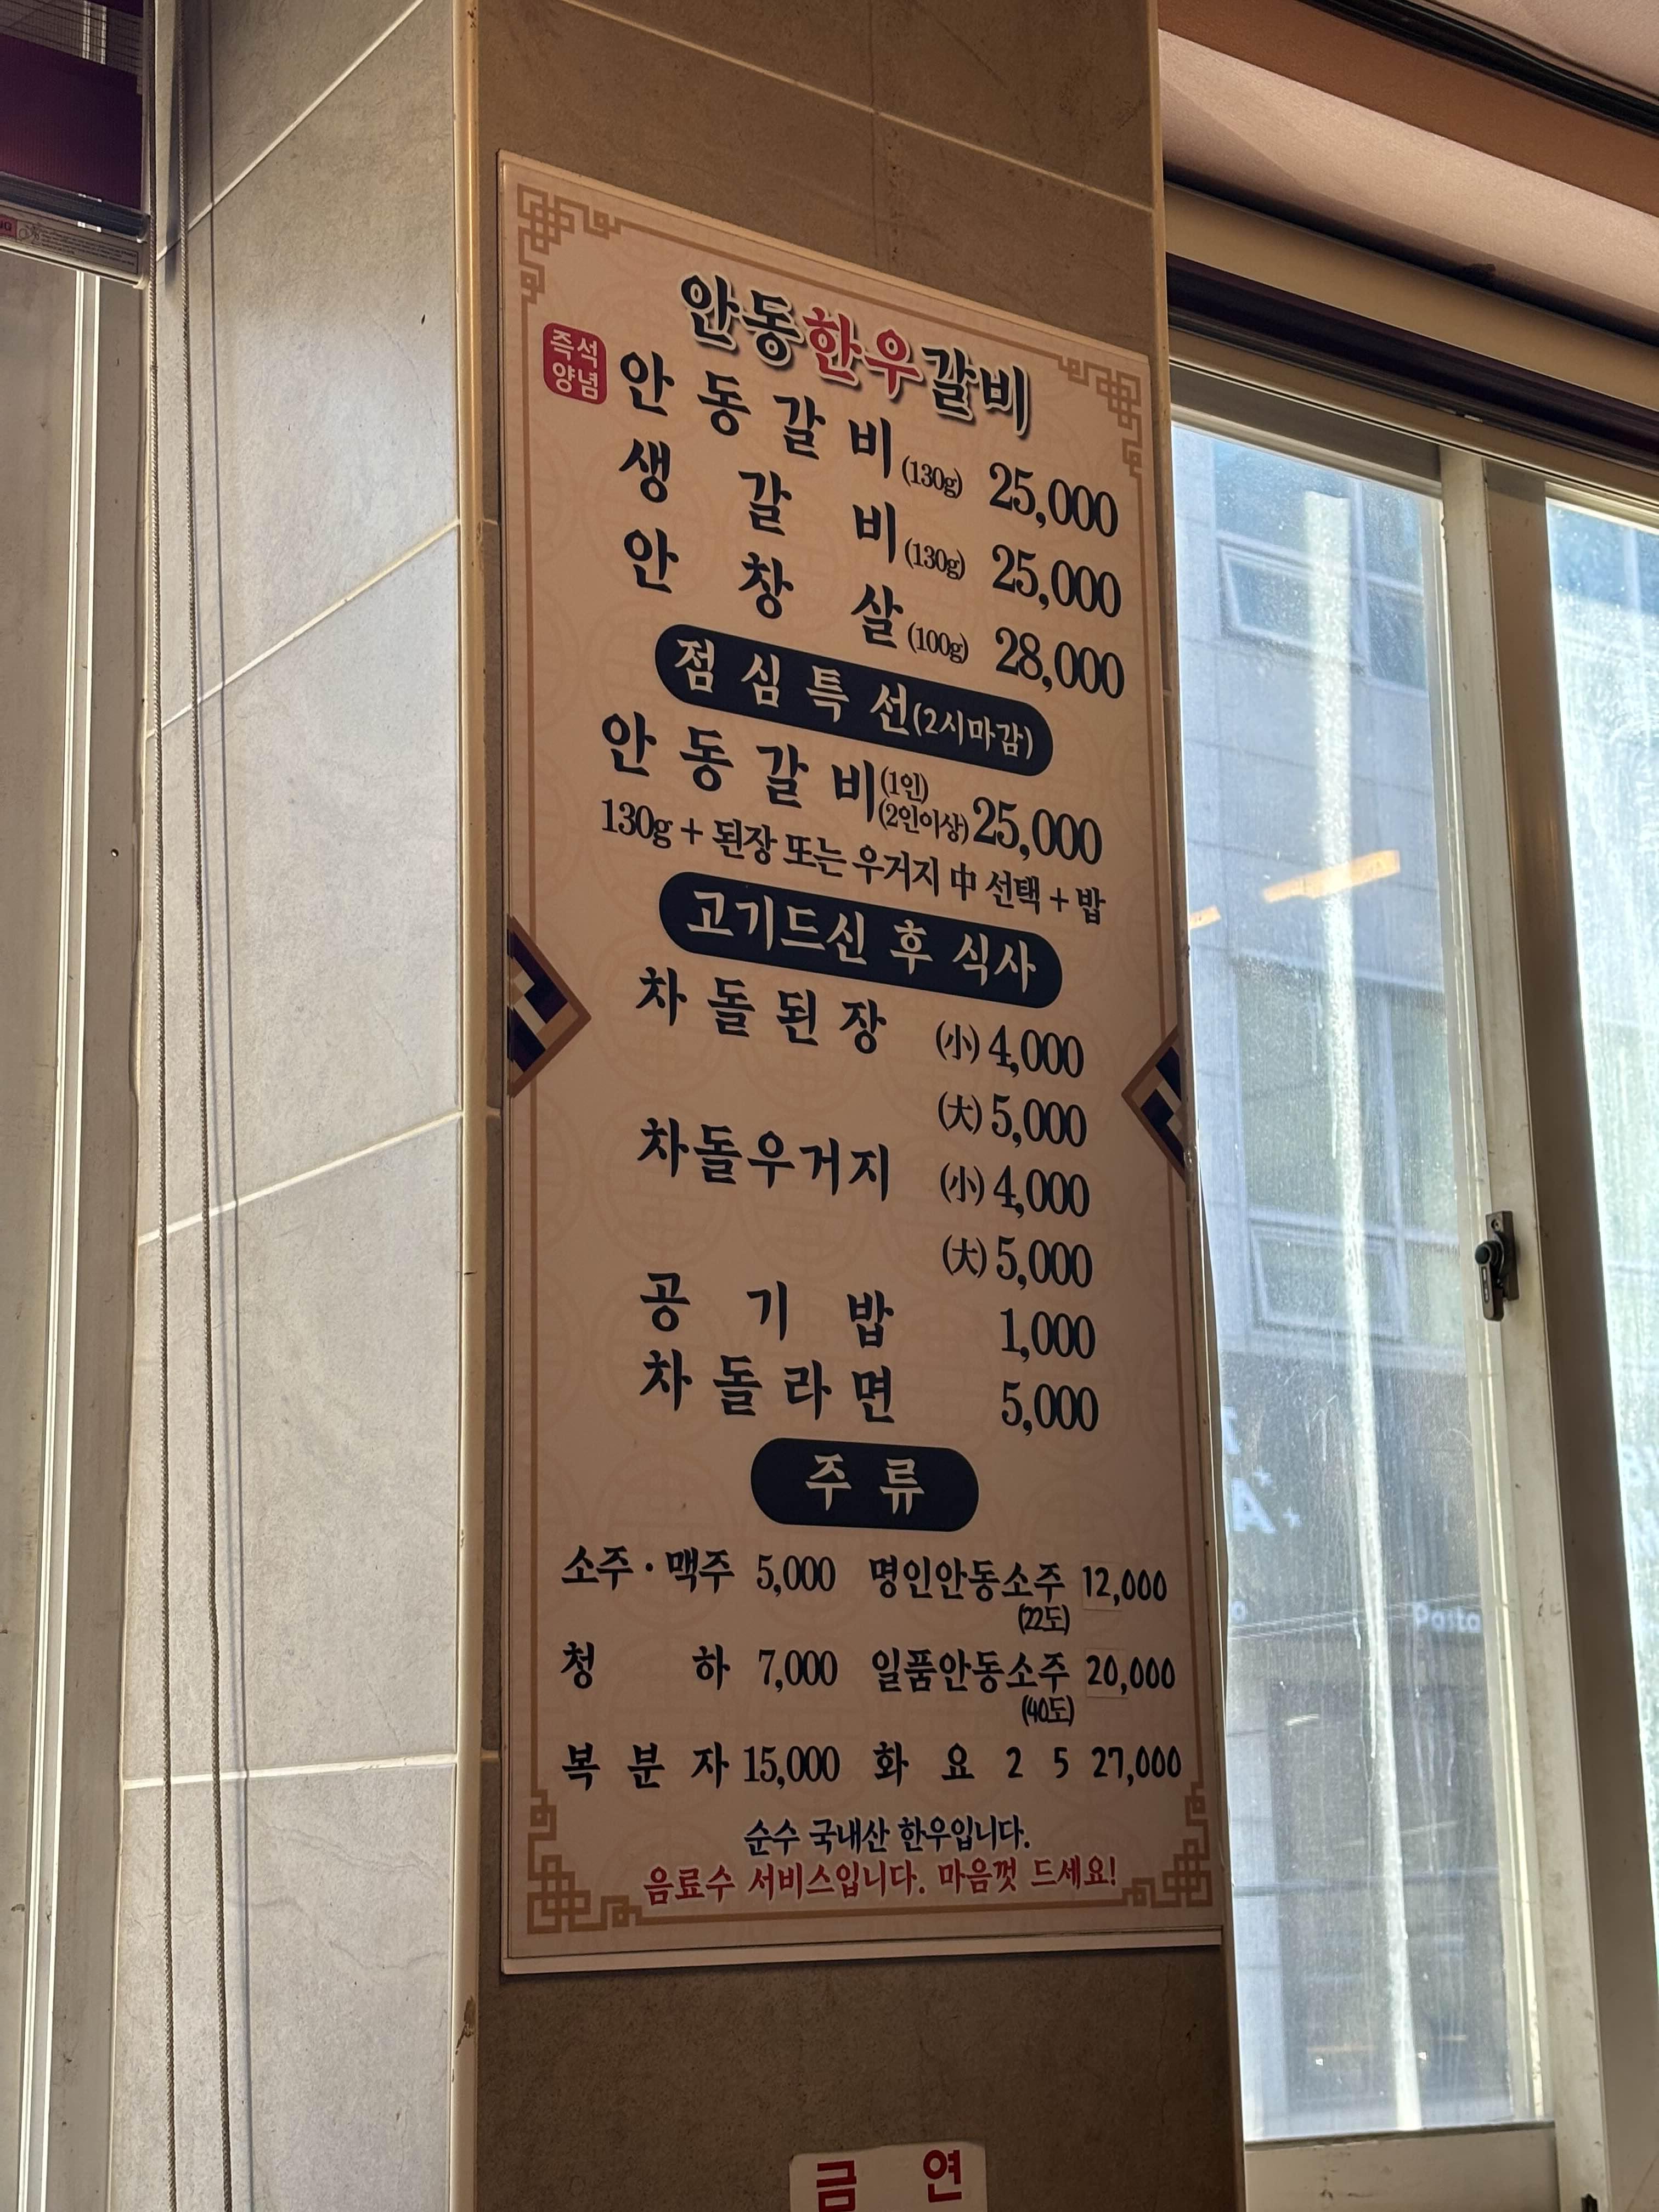 안동한우갈비
즉석
양념
안동갈비 (130g) 25,000
생갈비 (130g) 25,000
안창살 (100g) 28,000
점심특선(2시마감)
안동갈비 (1인) (2인이상) 25,000
130g + 된장 또는 우거지 中 선택 + 밥
고기드신 후 식사
차돌된장 (小) 4,000
(大) 5,000
차돌우거지 (小) 4,000
(大) 5,000
공기밥 1,000
차돌라면 5,000
주류
소주·맥주 5,000 명인안동소주 12,000
(22도)
청하 7,000 일품안동소주 20,000
(40도)
복분자 15,000 화요25 27,000
순수 국내산 한우입니다.
음료수 서비스입니다. 마음껏 드세요!
금연